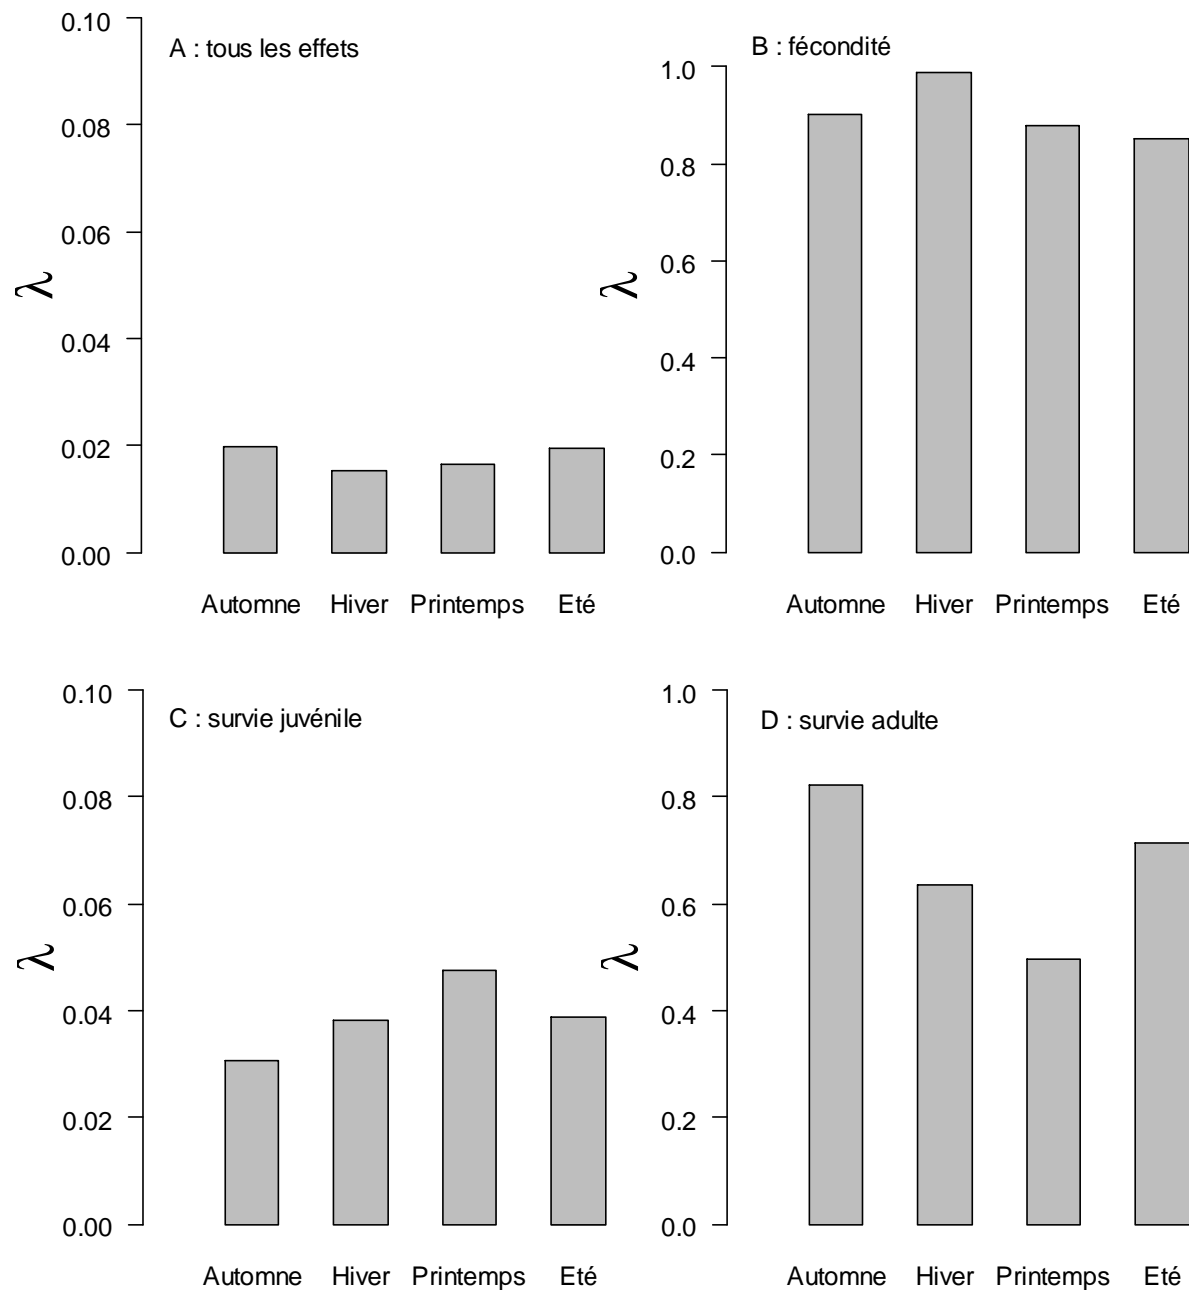 A : tous les effets
0.10
0.08
0.06
0.04
0.02
0.00
λ
Automne Hiver Printemps Eté
B : fécondité
1.0
0.8
0.6
0.4
0.2
0.0
λ
Automne Hiver Printemps Eté
C : survie juvénile
0.10
0.08
0.06
0.04
0.02
0.00
λ
Automne Hiver Printemps Eté
D : survie adulte
1.0
0.8
0.6
0.4
0.2
0.0
λ
Automne Hiver Printemps Eté